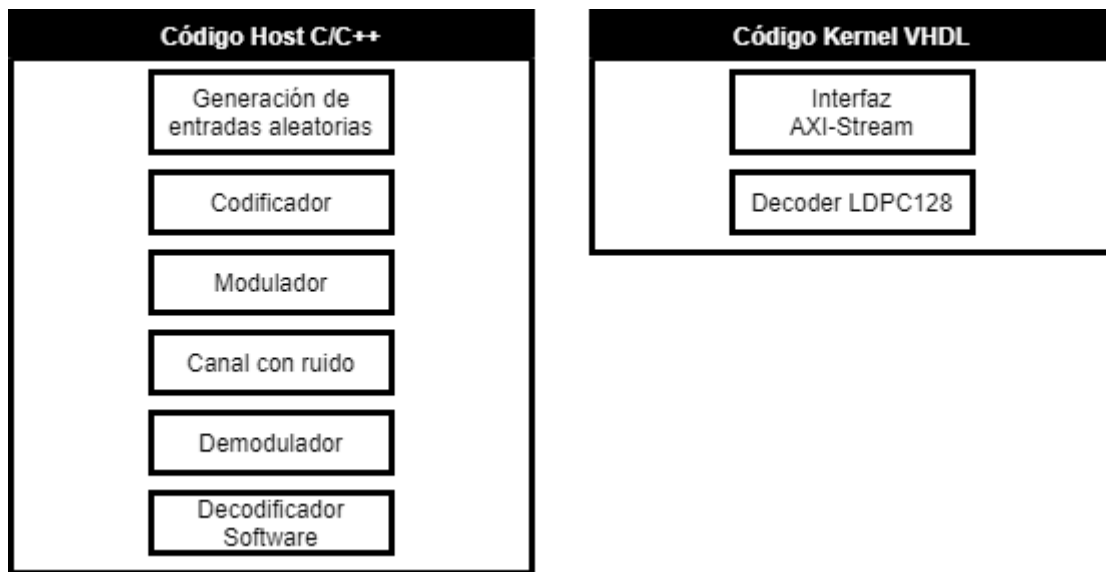 Código Host C/C++
Generación de
entradas aleatorias
Codificador
Modulador
Canal con ruido
Demodulador
Decodificador
Software
Código Kernel VHDL
Interfaz
AXI-Stream
Decoder LDPC128